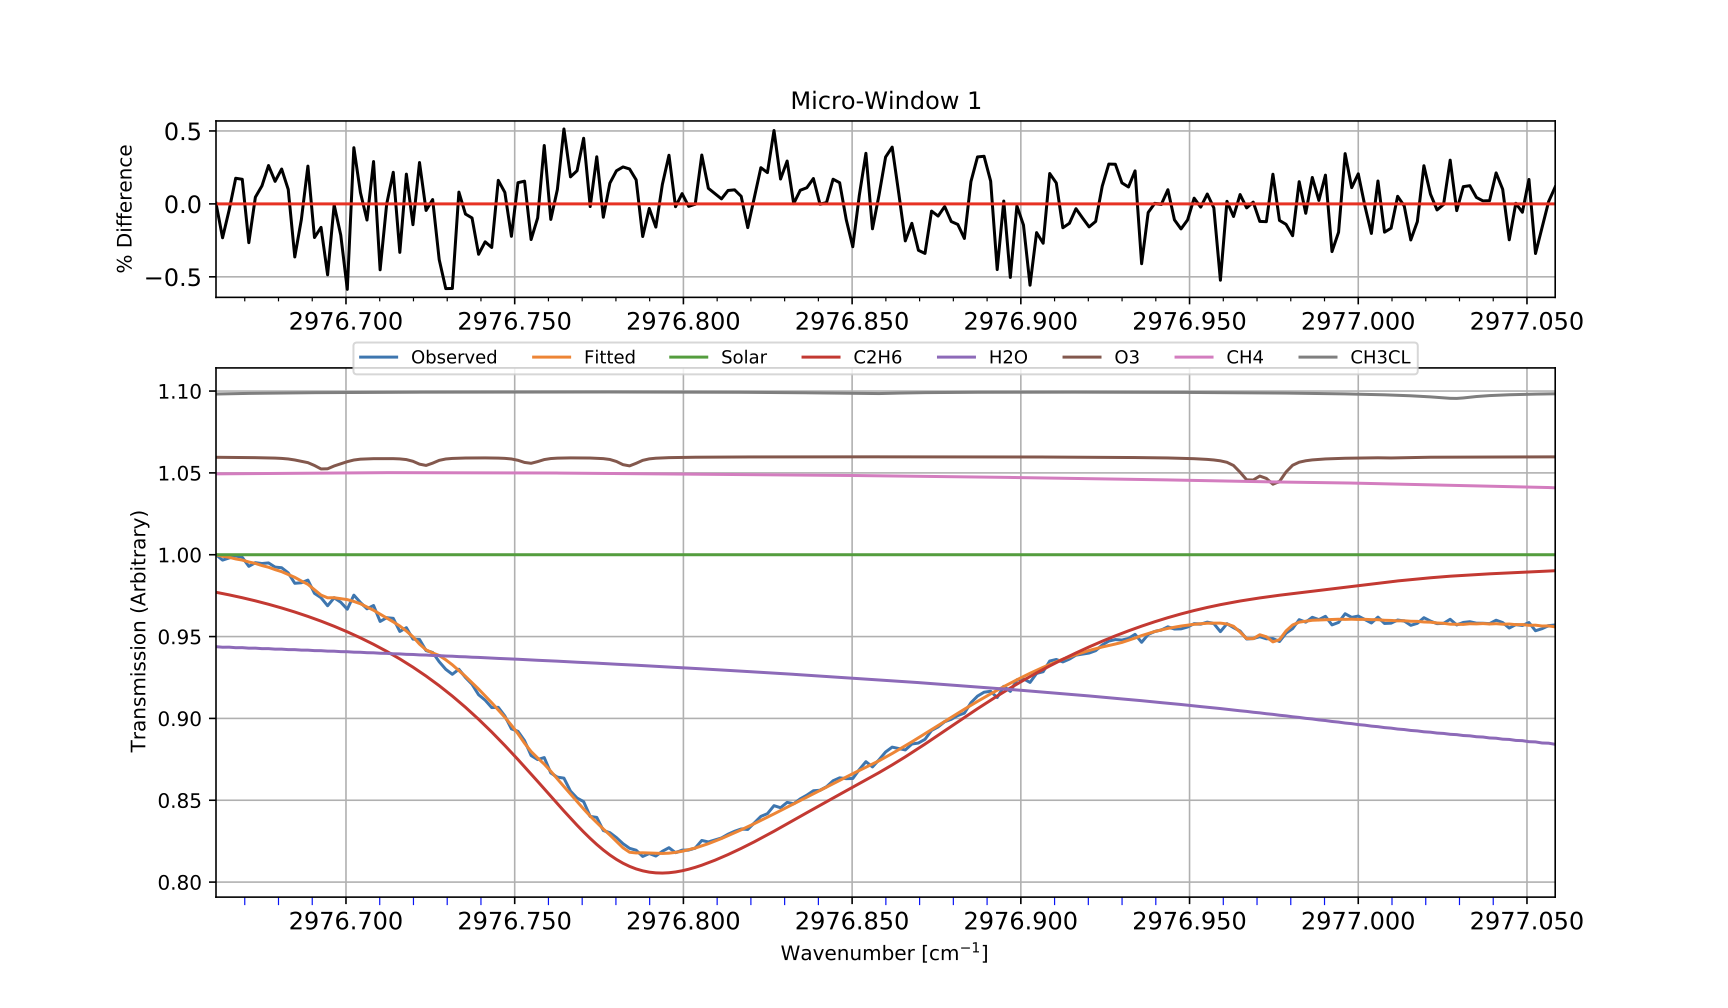 Micro-Window 1
% Difference
0.5
0.0
−0.5
2976.700 2976.750 2976.800 2976.850 2976.900 2976.950 2977.000 2977.050
Observed Fitted Solar C2H6 H2O O3 CH4 CH3CL
Transmission (Arbitrary)
1.10
1.05
1.00
0.95
0.90
0.85
0.80
2976.700 2976.750 2976.800 2976.850 2976.900 2976.950 2977.000 2977.050
Wavenumber [cm⁻¹]